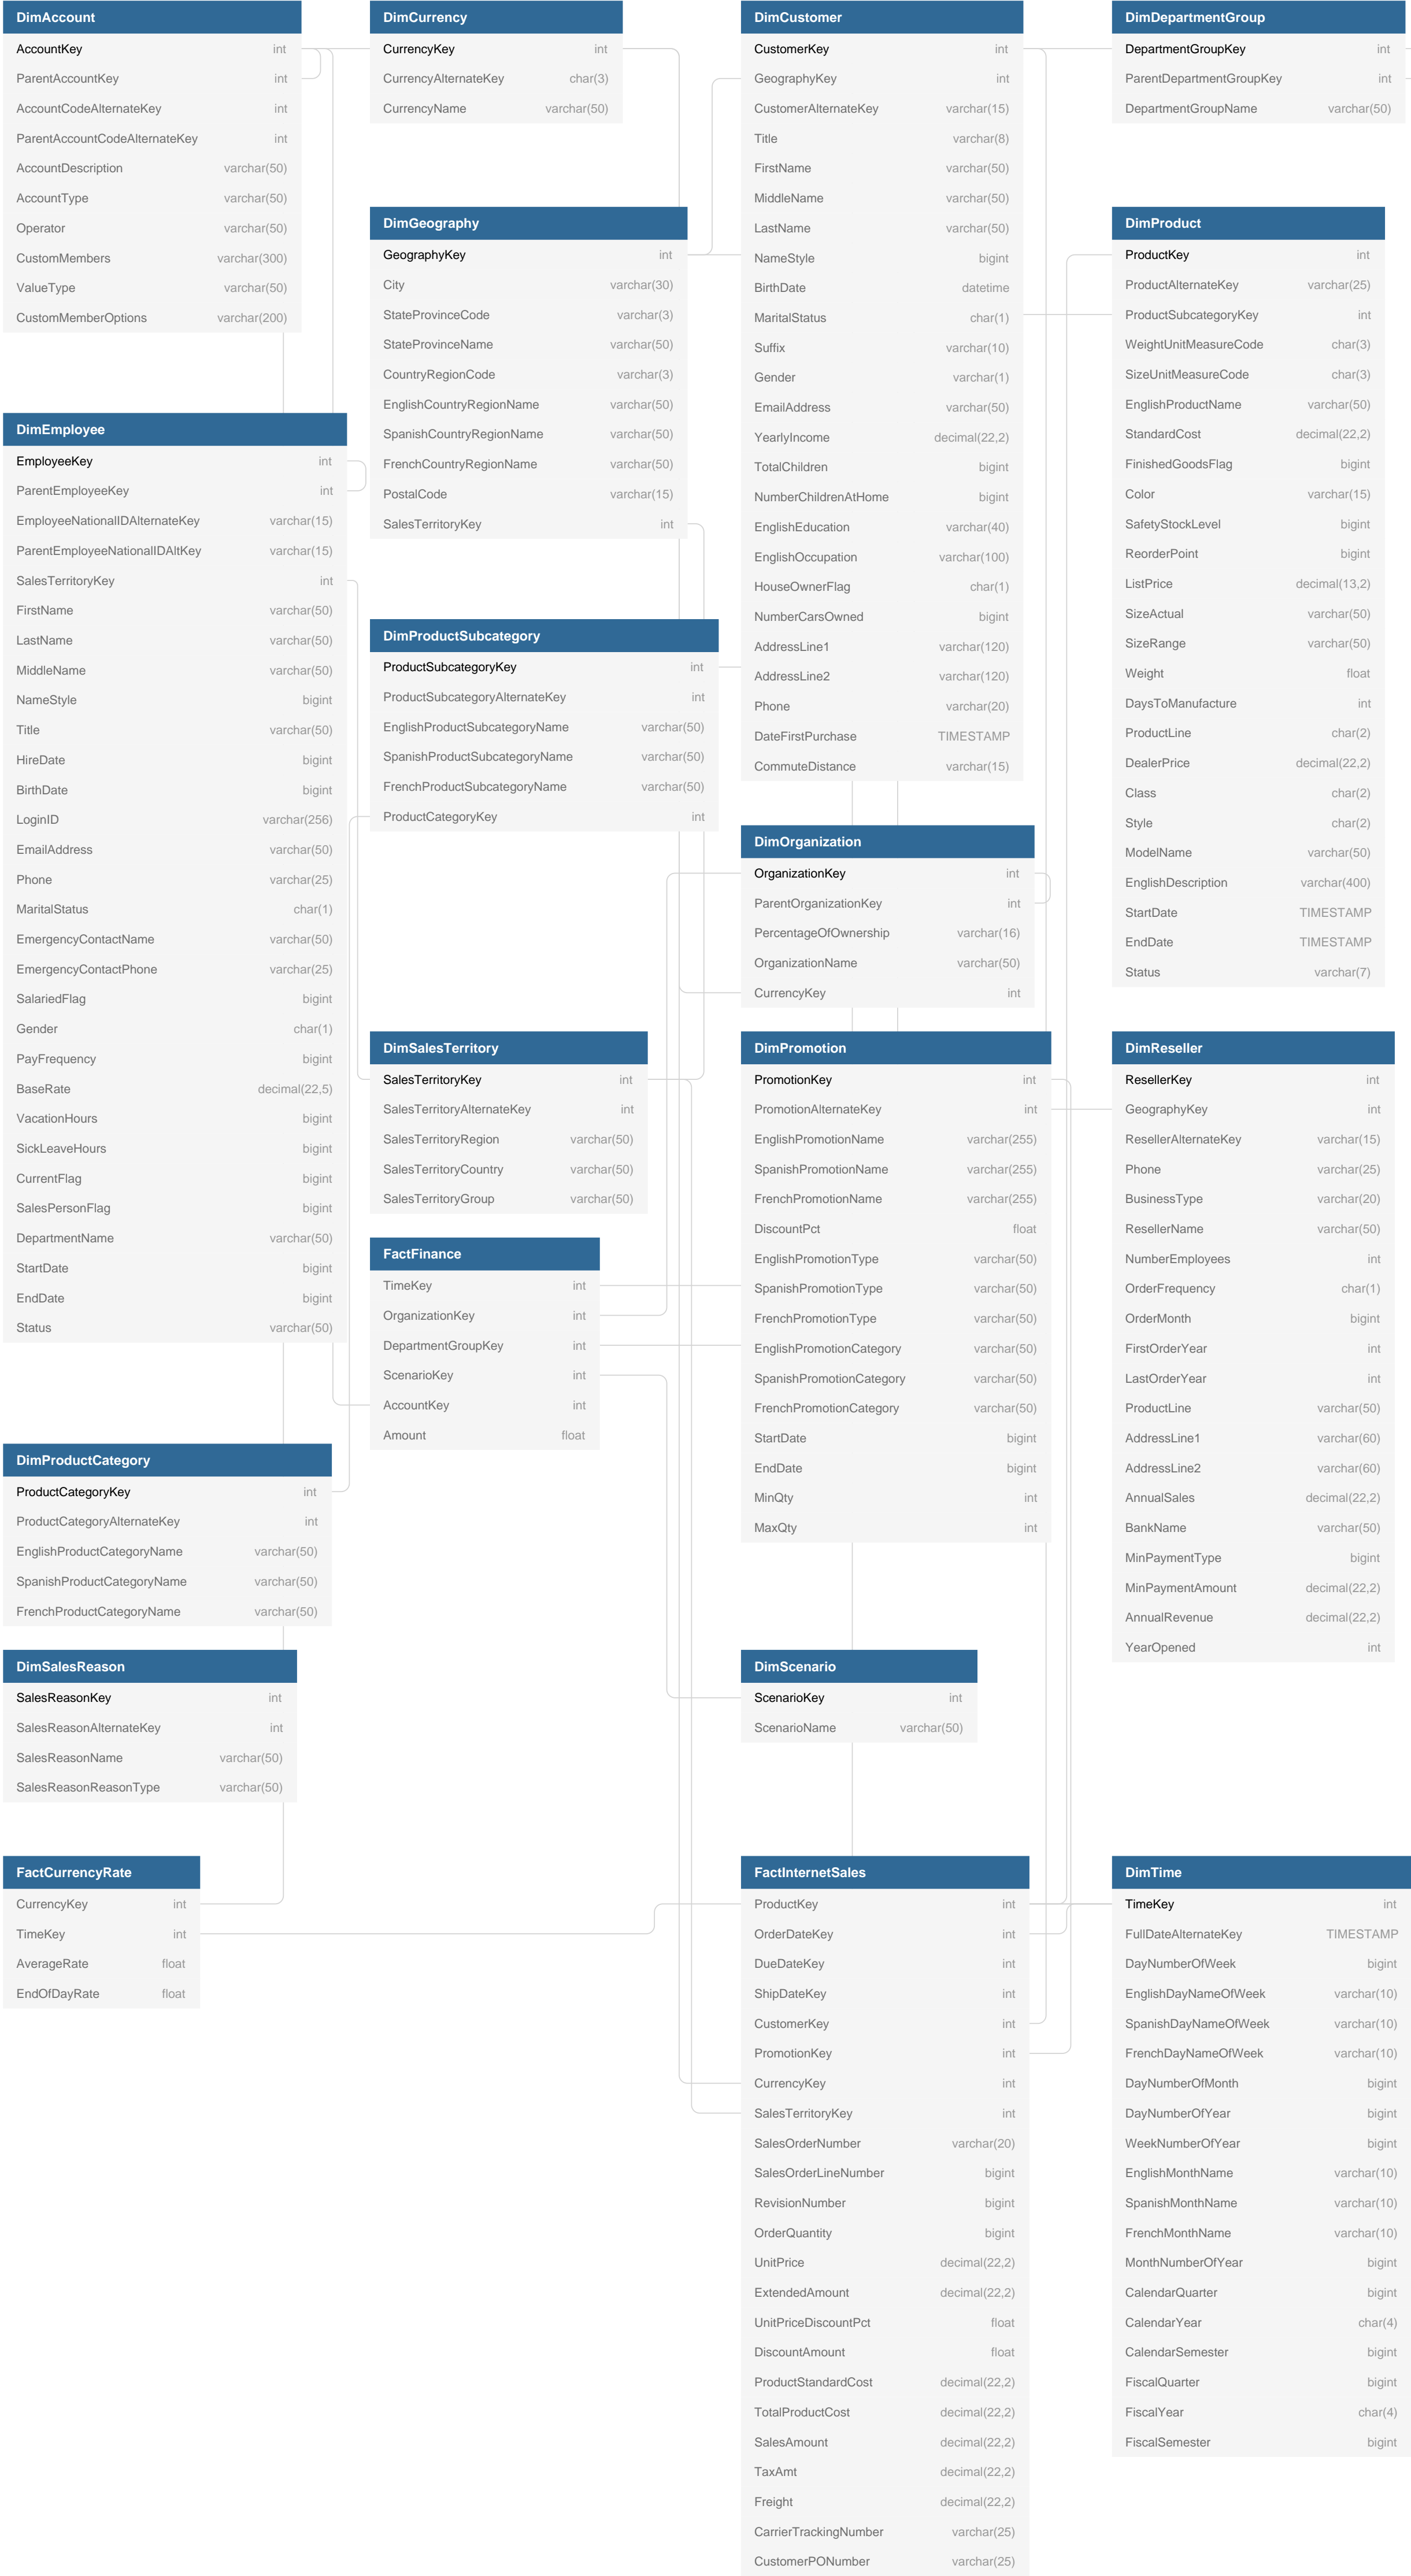 DimAccount
AccountKey int
ParentAccountKey int
AccountCodeAlternateKey int
ParentAccountCodeAlternateKey int
AccountDescription varchar(50)
AccountType varchar(50)
Operator varchar(50)
CustomMembers varchar(300)
ValueType varchar(50)
CustomMemberOptions varchar(200)
DimCurrency
CurrencyKey int
CurrencyAlternateKey char(3)
CurrencyName varchar(50)
DimCustomer
CustomerKey int
GeographyKey int
CustomerAlternateKey varchar(15)
Title varchar(8)
FirstName varchar(50)
MiddleName varchar(50)
LastName varchar(50)
NameStyle bigint
BirthDate datetime
MaritalStatus char(1)
Suffix varchar(10)
Gender varchar(1)
EmailAddress varchar(50)
YearlyIncome decimal(22,2)
TotalChildren bigint
NumberChildrenAtHome bigint
EnglishEducation varchar(40)
EnglishOccupation varchar(100)
HouseOwnerFlag char(1)
NumberCarsOwned bigint
AddressLine1 varchar(120)
AddressLine2 varchar(120)
Phone varchar(20)
DateFirstPurchase TIMESTAMP
CommuteDistance varchar(15)
DimDepartmentGroup
DepartmentGroupKey int
ParentDepartmentGroupKey int
DepartmentGroupName varchar(50)
DimGeography
GeographyKey int
City varchar(30)
StateProvinceCode varchar(3)
StateProvinceName varchar(50)
CountryRegionCode varchar(3)
EnglishCountryRegionName varchar(50)
SpanishCountryRegionName varchar(50)
FrenchCountryRegionName varchar(50)
PostalCode varchar(15)
SalesTerritoryKey int
DimProduct
ProductKey int
ProductAlternateKey varchar(25)
ProductSubcategoryKey int
WeightUnitMeasureCode char(3)
SizeUnitMeasureCode char(3)
EnglishProductName varchar(50)
StandardCost decimal(22,2)
FinishedGoodsFlag bigint
Color varchar(15)
SafetyStockLevel bigint
ReorderPoint bigint
ListPrice decimal(13,2)
SizeActual varchar(50)
SizeRange varchar(50)
Weight float
DaysToManufacture int
ProductLine char(2)
DealerPrice decimal(22,2)
Class char(2)
Style char(2)
ModelName varchar(50)
EnglishDescription varchar(400)
StartDate TIMESTAMP
EndDate TIMESTAMP
Status varchar(7)
DimEmployee
EmployeeKey int
ParentEmployeeKey int
EmployeeNationalIDAlternateKey varchar(15)
ParentEmployeeNationalIDAltKey varchar(15)
SalesTerritoryKey int
FirstName varchar(50)
LastName varchar(50)
MiddleName varchar(50)
NameStyle bigint
Title varchar(50)
HireDate bigint
BirthDate bigint
LoginID varchar(256)
EmailAddress varchar(50)
Phone varchar(25)
MaritalStatus char(1)
EmergencyContactName varchar(50)
EmergencyContactPhone varchar(25)
SalariedFlag bigint
Gender char(1)
PayFrequency bigint
BaseRate decimal(22,5)
VacationHours bigint
SickLeaveHours bigint
CurrentFlag bigint
SalesPersonFlag bigint
DepartmentName varchar(50)
StartDate bigint
EndDate bigint
Status varchar(50)
DimProductSubcategory
ProductSubcategoryKey int
ProductSubcategoryAlternateKey int
EnglishProductSubcategoryName varchar(50)
SpanishProductSubcategoryName varchar(50)
FrenchProductSubcategoryName varchar(50)
ProductCategoryKey int
DimOrganization
OrganizationKey int
ParentOrganizationKey int
PercentageOfOwnership varchar(16)
OrganizationName varchar(50)
CurrencyKey int
DimSalesTerritory
SalesTerritoryKey int
SalesTerritoryAlternateKey int
SalesTerritoryRegion varchar(50)
SalesTerritoryCountry varchar(50)
SalesTerritoryGroup varchar(50)
DimPromotion
PromotionKey int
PromotionAlternateKey int
EnglishPromotionName varchar(255)
SpanishPromotionName varchar(255)
FrenchPromotionName varchar(255)
DiscountPct float
EnglishPromotionType varchar(50)
SpanishPromotionType varchar(50)
FrenchPromotionType varchar(50)
EnglishPromotionCategory varchar(50)
SpanishPromotionCategory varchar(50)
FrenchPromotionCategory varchar(50)
StartDate bigint
EndDate bigint
MinQty int
MaxQty int
DimReseller
ResellerKey int
GeographyKey int
ResellerAlternateKey varchar(15)
Phone varchar(25)
BusinessType varchar(20)
ResellerName varchar(50)
NumberEmployees int
OrderFrequency char(1)
OrderMonth bigint
FirstOrderYear int
LastOrderYear int
ProductLine varchar(50)
AddressLine1 varchar(60)
AddressLine2 varchar(60)
AnnualSales decimal(22,2)
BankName varchar(50)
MinPaymentType bigint
MinPaymentAmount decimal(22,2)
AnnualRevenue decimal(22,2)
YearOpened int
FactFinance
TimeKey int
OrganizationKey int
DepartmentGroupKey int
ScenarioKey int
AccountKey int
Amount float
DimProductCategory
ProductCategoryKey int
ProductCategoryAlternateKey int
EnglishProductCategoryName varchar(50)
SpanishProductCategoryName varchar(50)
FrenchProductCategoryName varchar(50)
DimSalesReason
SalesReasonKey int
SalesReasonAlternateKey int
SalesReasonName varchar(50)
SalesReasonReasonType varchar(50)
DimScenario
ScenarioKey int
ScenarioName varchar(50)
FactCurrencyRate
CurrencyKey int
TimeKey int
AverageRate float
EndOfDayRate float
FactInternetSales
ProductKey int
OrderDateKey int
DueDateKey int
ShipDateKey int
CustomerKey int
PromotionKey int
CurrencyKey int
SalesTerritoryKey int
SalesOrderNumber varchar(20)
SalesOrderLineNumber bigint
RevisionNumber bigint
OrderQuantity bigint
UnitPrice decimal(22,2)
ExtendedAmount decimal(22,2)
UnitPriceDiscountPct float
DiscountAmount float
ProductStandardCost decimal(22,2)
TotalProductCost decimal(22,2)
SalesAmount decimal(22,2)
TaxAmt decimal(22,2)
Freight decimal(22,2)
CarrierTrackingNumber varchar(25)
CustomerPONumber varchar(25)
DimTime
TimeKey int
FullDateAlternateKey TIMESTAMP
DayNumberOfWeek bigint
EnglishDayNameOfWeek varchar(10)
SpanishDayNameOfWeek varchar(10)
FrenchDayNameOfWeek varchar(10)
DayNumberOfMonth bigint
DayNumberOfYear bigint
WeekNumberOfYear bigint
EnglishMonthName varchar(10)
SpanishMonthName varchar(10)
FrenchMonthName varchar(10)
MonthNumberOfYear bigint
CalendarQuarter bigint
CalendarYear char(4)
CalendarSemester bigint
FiscalQuarter bigint
FiscalYear char(4)
FiscalSemester bigint